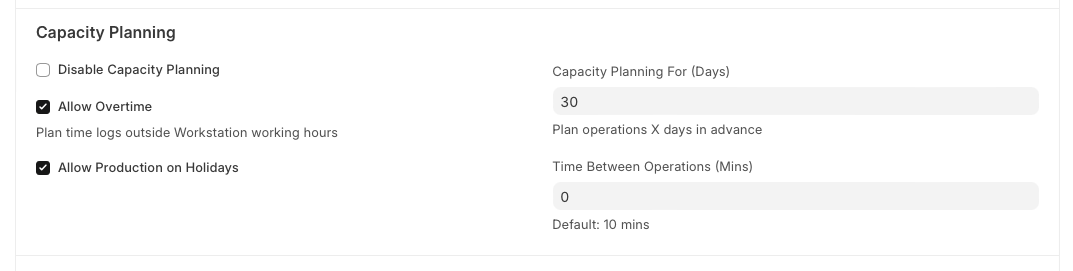 Capacity Planning
Disable Capacity Planning
Allow Overtime
Plan time logs outside Workstation working hours
Allow Production on Holidays
Capacity Planning For (Days)
30
Plan operations X days in advance
Time Between Operations (Mins)
0
Default: 10 mins